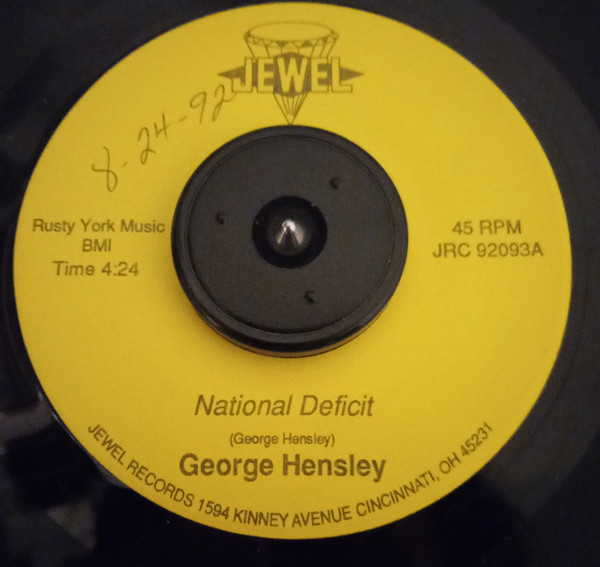 JEWEL
8-24-92
Rusty York Music
BMI
Time 4:24
45 RPM
JRC 92093A
National Deficit
(George Hensley)
George Hensley
JEWEL RECORDS 1594 KINNEY AVENUE CINCINNATI, OH 45231